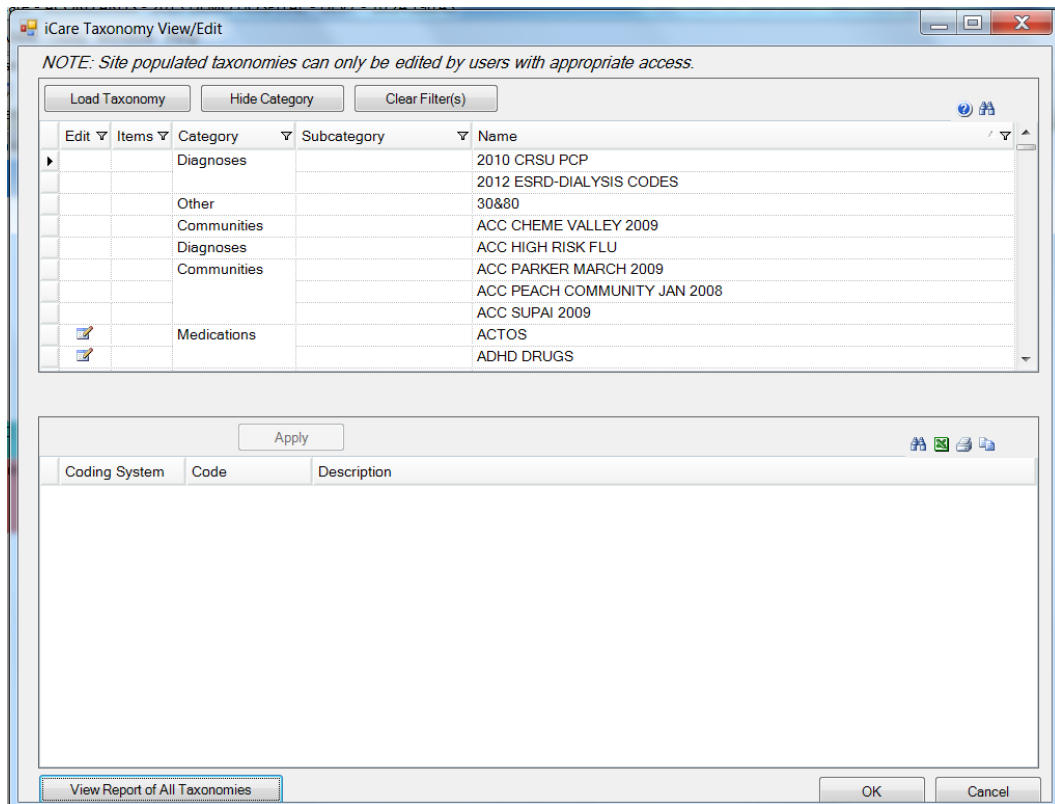 iCare Taxonomy View/Edit
NOTE: Site populated taxonomies can only be edited by users with appropriate access.
Load Taxonomy Hide Category Clear Filter(s)
Edit Items Category Subcategory Name
Diagnoses 2010 CRSU PCP
2012 ESRD-DIALYSIS CODES
Other 30&80
Communities ACC CHEME VALLEY 2009
Diagnoses ACC HIGH RISK FLU
Communities ACC PARKER MARCH 2009
ACC PEACH COMMUNITY JAN 2008
ACC SUPAI 2009
Medications ACTOS
ADHD DRUGS
Apply
Coding System Code Description
View Report of All Taxonomies OK Cancel